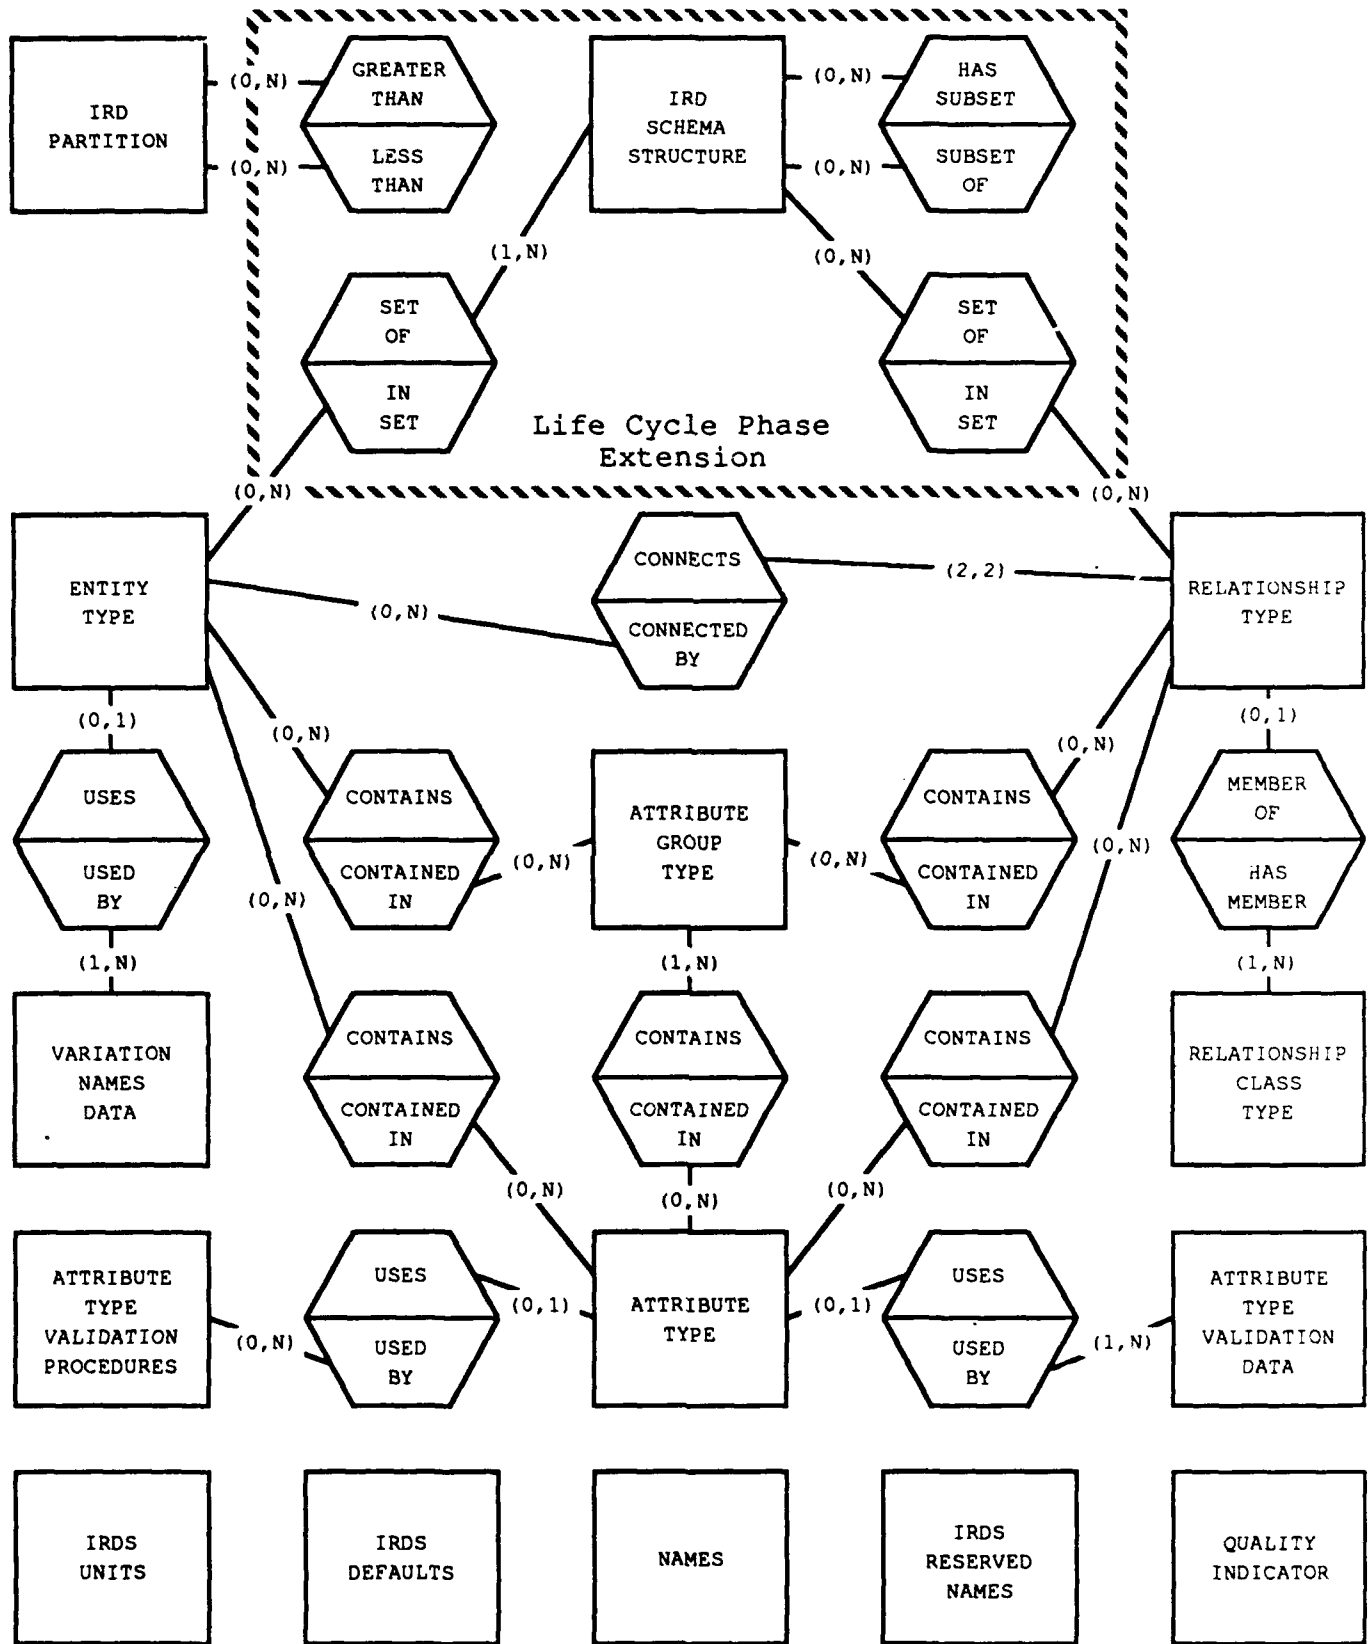 IRD
PARTITION
(0,N)
(0,N)
GREATER
THAN
LESS
THAN
IRD
SCHEMA
STRUCTURE
(0,N)
(0,N)
HAS
SUBSET
SUBSET
OF
(1,N)
(0,N)
SET
OF
IN
SET
SET
OF
IN
SET
Life Cycle Phase
Extension
(0,N)
(0,N)
ENTITY
TYPE
CONNECTS
CONNECTED
BY
(0,N)
(2,2)
RELATIONSHIP
TYPE
(0,1)
(0,N)
(0,N)
(0,1)
USES
USED
BY
CONTAINS
CONTAINED
IN
(0,N)
ATTRIBUTE
GROUP
TYPE
(0,N)
CONTAINS
CONTAINED
IN
MEMBER
OF
HAS
MEMBER
(0,N)
(0,N)
(1,N)
(1,N)
(1,N)
VARIATION
NAMES
DATA
CONTAINS
CONTAINED
IN
CONTAINS
CONTAINED
IN
CONTAINS
CONTAINED
IN
RELATIONSHIP
CLASS
TYPE
(0,N)
(0,N)
(0,N)
ATTRIBUTE
TYPE
VALIDATION
PROCEDURES
(0,N)
USES
USED
BY
(0,1)
ATTRIBUTE
TYPE
(0,1)
USES
USED
BY
(1,N)
ATTRIBUTE
TYPE
VALIDATION
DATA
IRDS
UNITS
IRDS
DEFAULTS
NAMES
IRDS
RESERVED
NAMES
QUALITY
INDICATOR